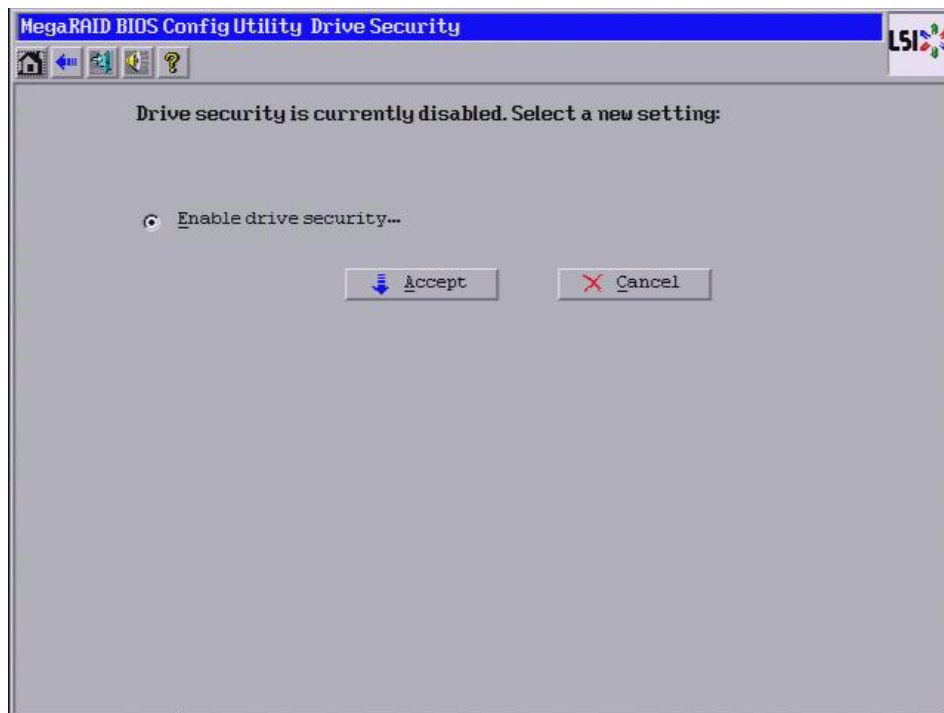 MegaRAID BIOS Config Utility Drive Security
LSI
?
Drive security is currently disabled. Select a new setting:
Enable drive security...
Accept
Cancel